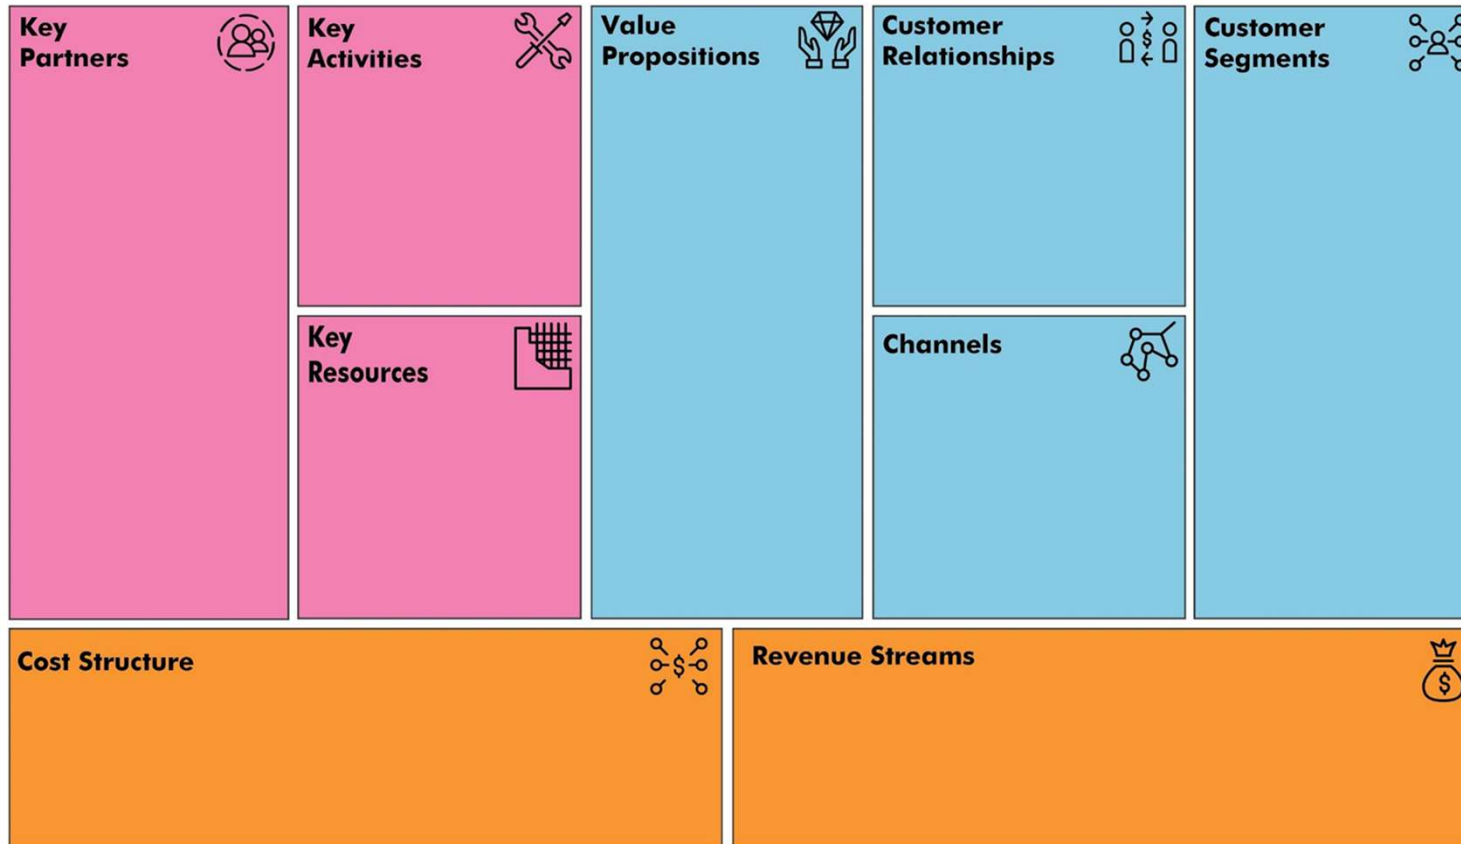 Key
Partners
Key
Activities
Key
Resources
Value
Propositions
Customer
Relationships
Channels
Customer
Segments
Cost Structure
$
Revenue Streams
$
$